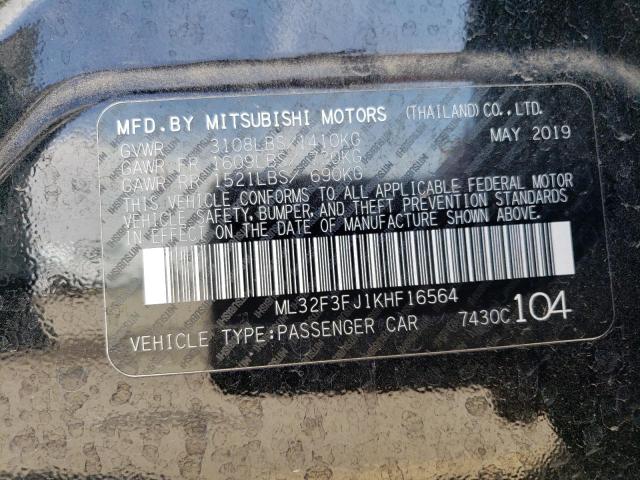 MFD.BY MITSUBISHI MOTORS (THAILAND) CO.,LTD.
GVWR 3108LBS/1410KG MAY 2019
GAWR FR 1609LBS
GAWR RR 1521LBS/ 690KG
THIS VEHICLE CONFORMS TO ALL APPLICABLE FEDERAL MOTOR
VEHICLE SAFETY, BUMPER, AND THEFT PREVENTION STANDARDS
IN EFFECT ON THE DATE OF MANUFACTURE SHOWN ABOVE.
ML32F3FJ1KHF16564
VEHICLE TYPE:PASSENGER CAR 7430C 104